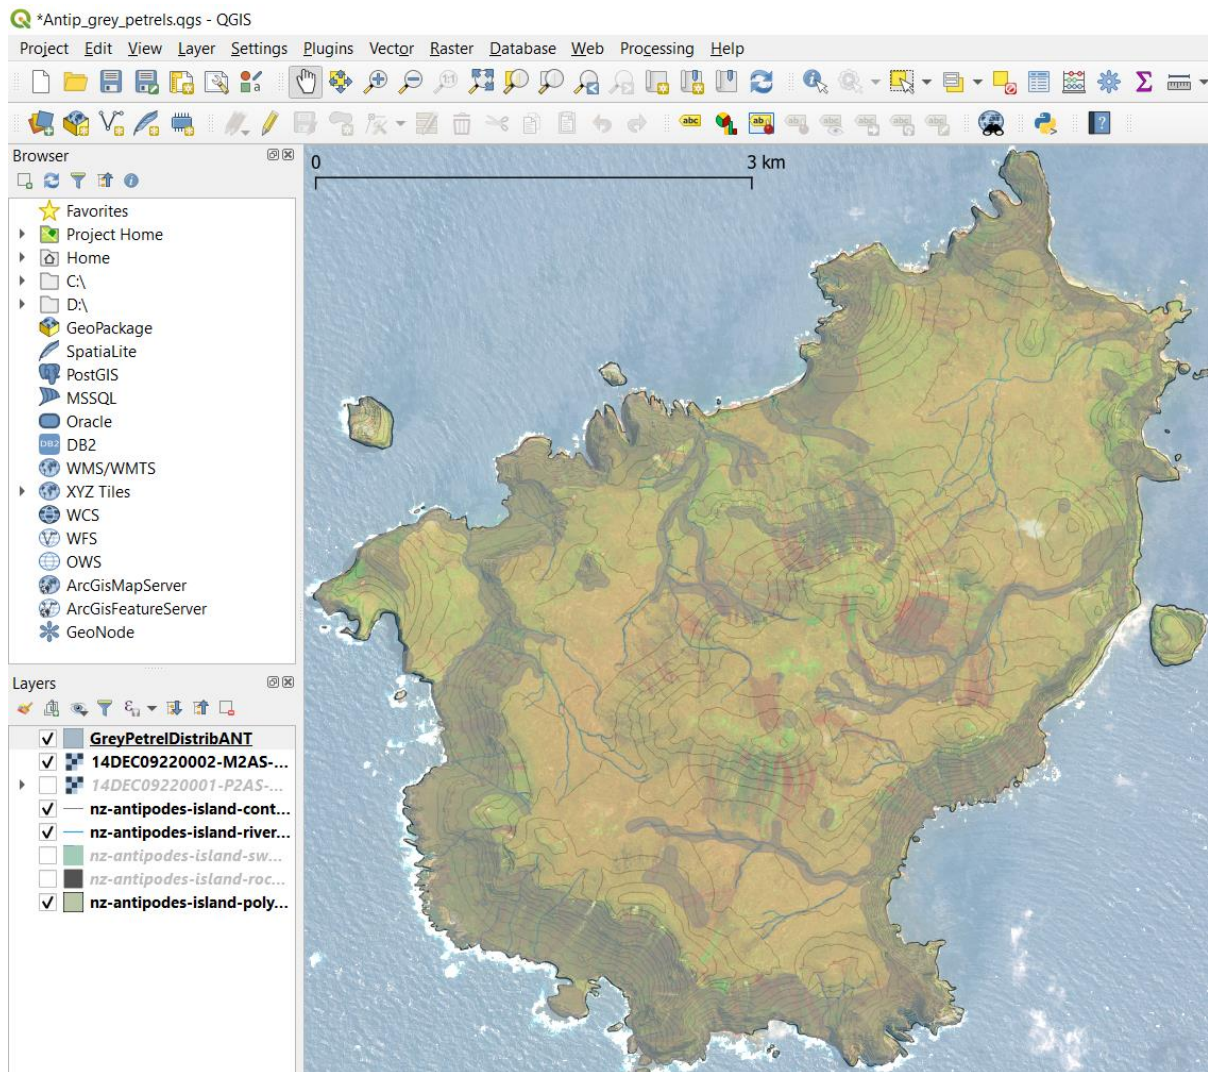 *Antip_grey_petrels.qgs - QGIS
Project Edit View Layer Settings Plugins Vector Raster Database Web Processing Help
Browser
Favorites
Project Home
Home
C:\
D:\
GeoPackage
SpatiaLite
PostGIS
MSSQL
Oracle
DB2
WMS/WMTS
XYZ Tiles
WCS
WFS
OWS
ArcGisMapServer
ArcGisFeatureServer
GeoNode
Layers
GreyPetrelDistribANT
14DEC09220002-M2AS-...
14DEC09220001-P2AS-...
nz-antipodes-island-cont...
nz-antipodes-island-river...
nz-antipodes-island-sw...
nz-antipodes-island-roc...
nz-antipodes-island-poly...
0 3 km